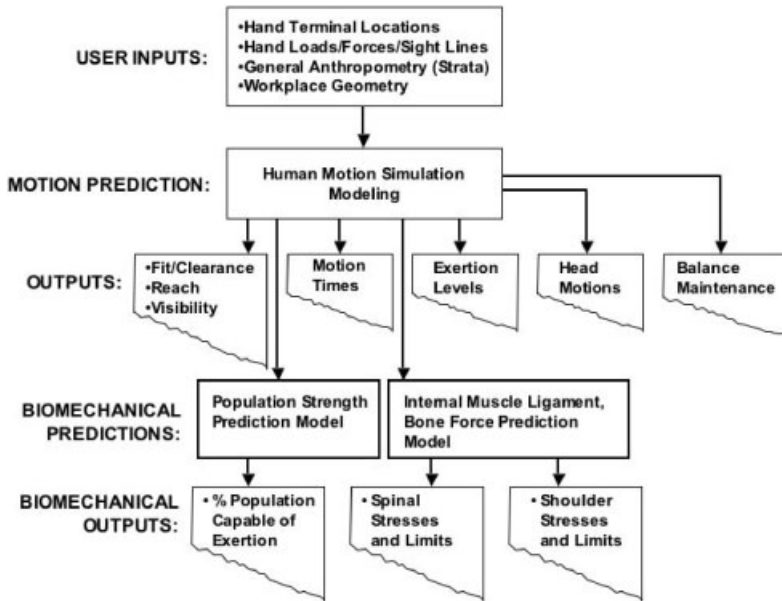 USER INPUTS:
•Hand Terminal Locations
•Hand Loads/Forces/Sight Lines
•General Anthropometry (Strata)
•Workplace Geometry
MOTION PREDICTION:
Human Motion Simulation
Modeling
OUTPUTS:
•Fit/Clearance
•Reach
•Visibility
Motion
Times
Exertion
Levels
Head
Motions
Balance
Maintenance
BIOMECHANICAL
PREDICTIONS:
Population Strength
Prediction Model
Internal Muscle Ligament,
Bone Force Prediction
Model
BIOMECHANICAL
OUTPUTS:
• % Population
Capable of
Exertion
• Spinal
Stresses
and Limits
• Shoulder
Stresses
and Limits